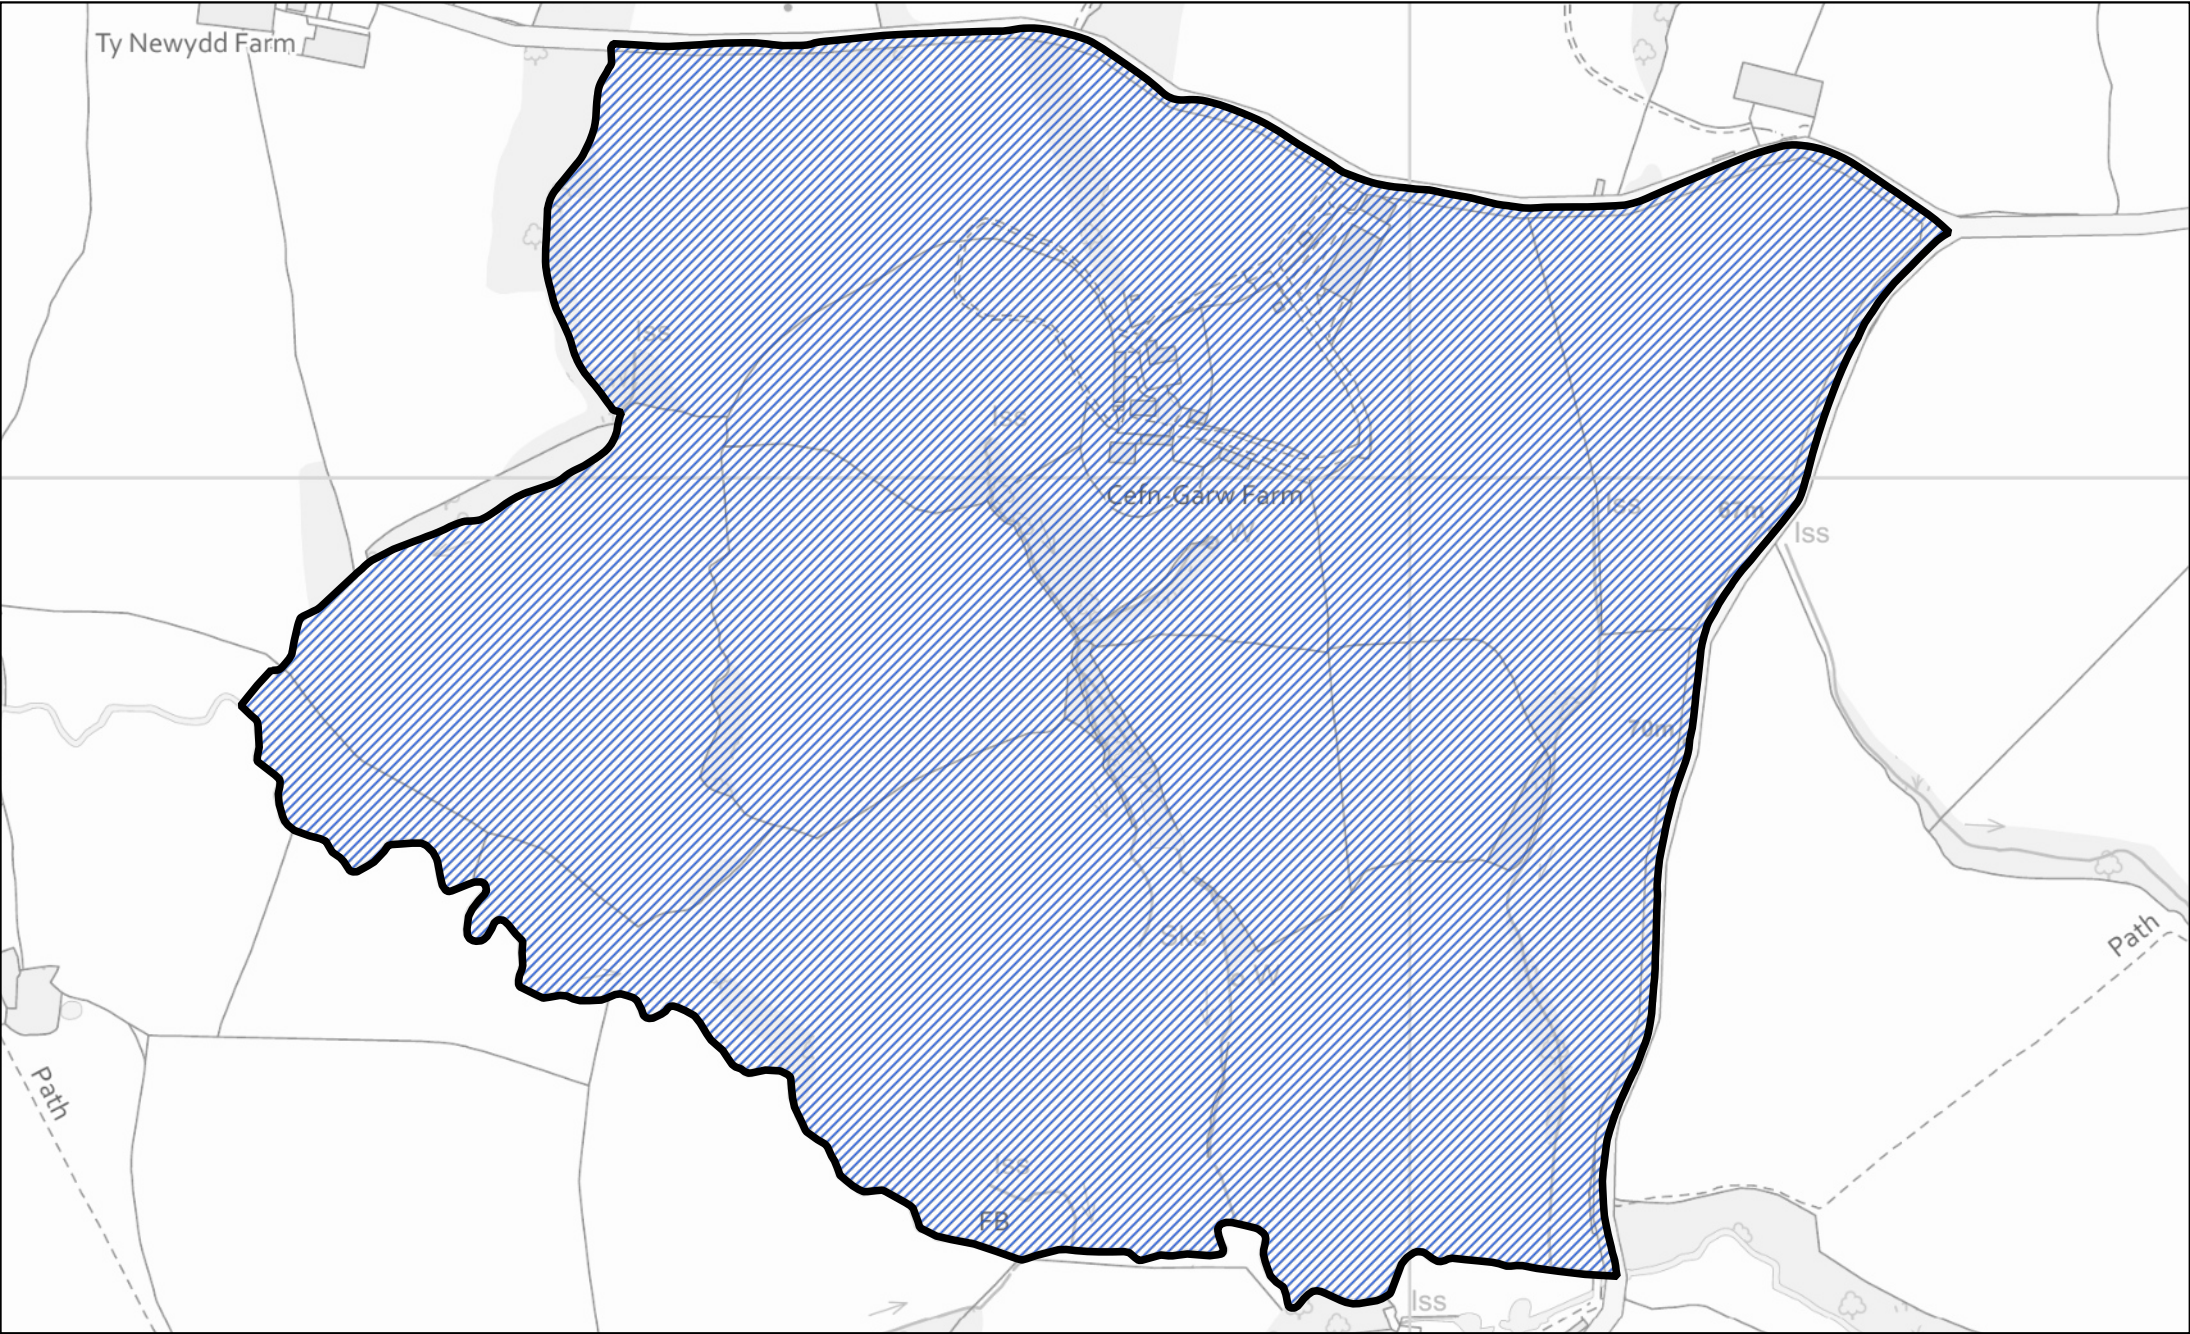 Ty Newydd Farm
Iss
Iss
Cefn-Garw Farm
Iss
67m
W
Iss
70m
Sks
Path
W
Path
Iss
FB
Iss